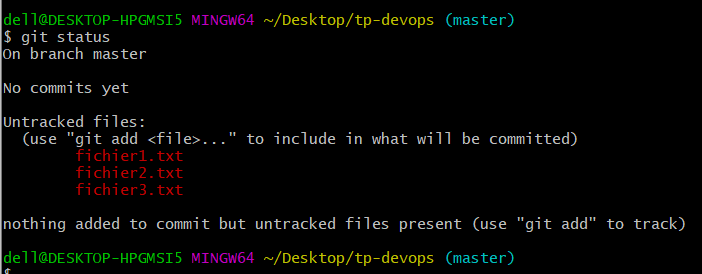 dell@DESKTOP-HPGMSI5 MINGW64 ~/Desktop/tp-devops (master)
$ git status
On branch master
No commits yet
Untracked files:
  (use "git add <file>..." to include in what will be committed)
        fichier1.txt
        fichier2.txt
        fichier3.txt
nothing added to commit but untracked files present (use "git add" to track)
dell@DESKTOP-HPGMSI5 MINGW64 ~/Desktop/tp-devops (master)
$